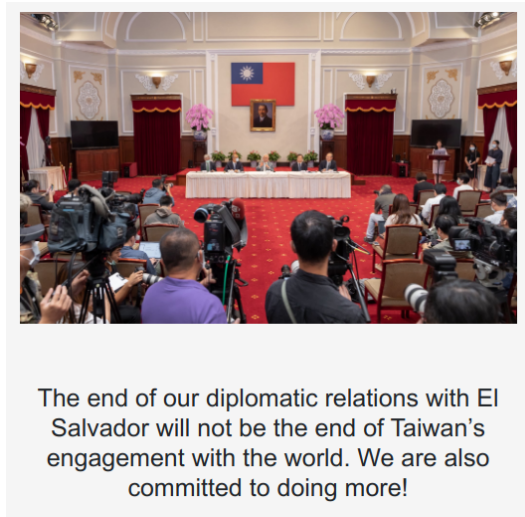 The end of our diplomatic relations with El
Salvador will not be the end of Taiwan’s
engagement with the world. We are also
committed to doing more!